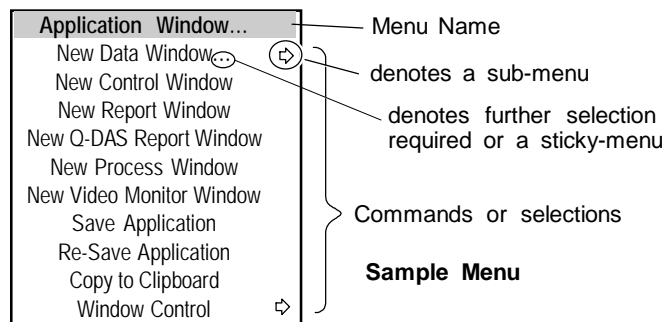 Application Window...
New Data Window...
New Control Window
New Report Window
New Q-DAS Report Window
New Process Window
New Video Monitor Window
Save Application
Re-Save Application
Copy to Clipboard
Window Control
Menu Name
denotes a sub-menu
denotes further selection
required or a sticky-menu
Commands or selections
Sample Menu